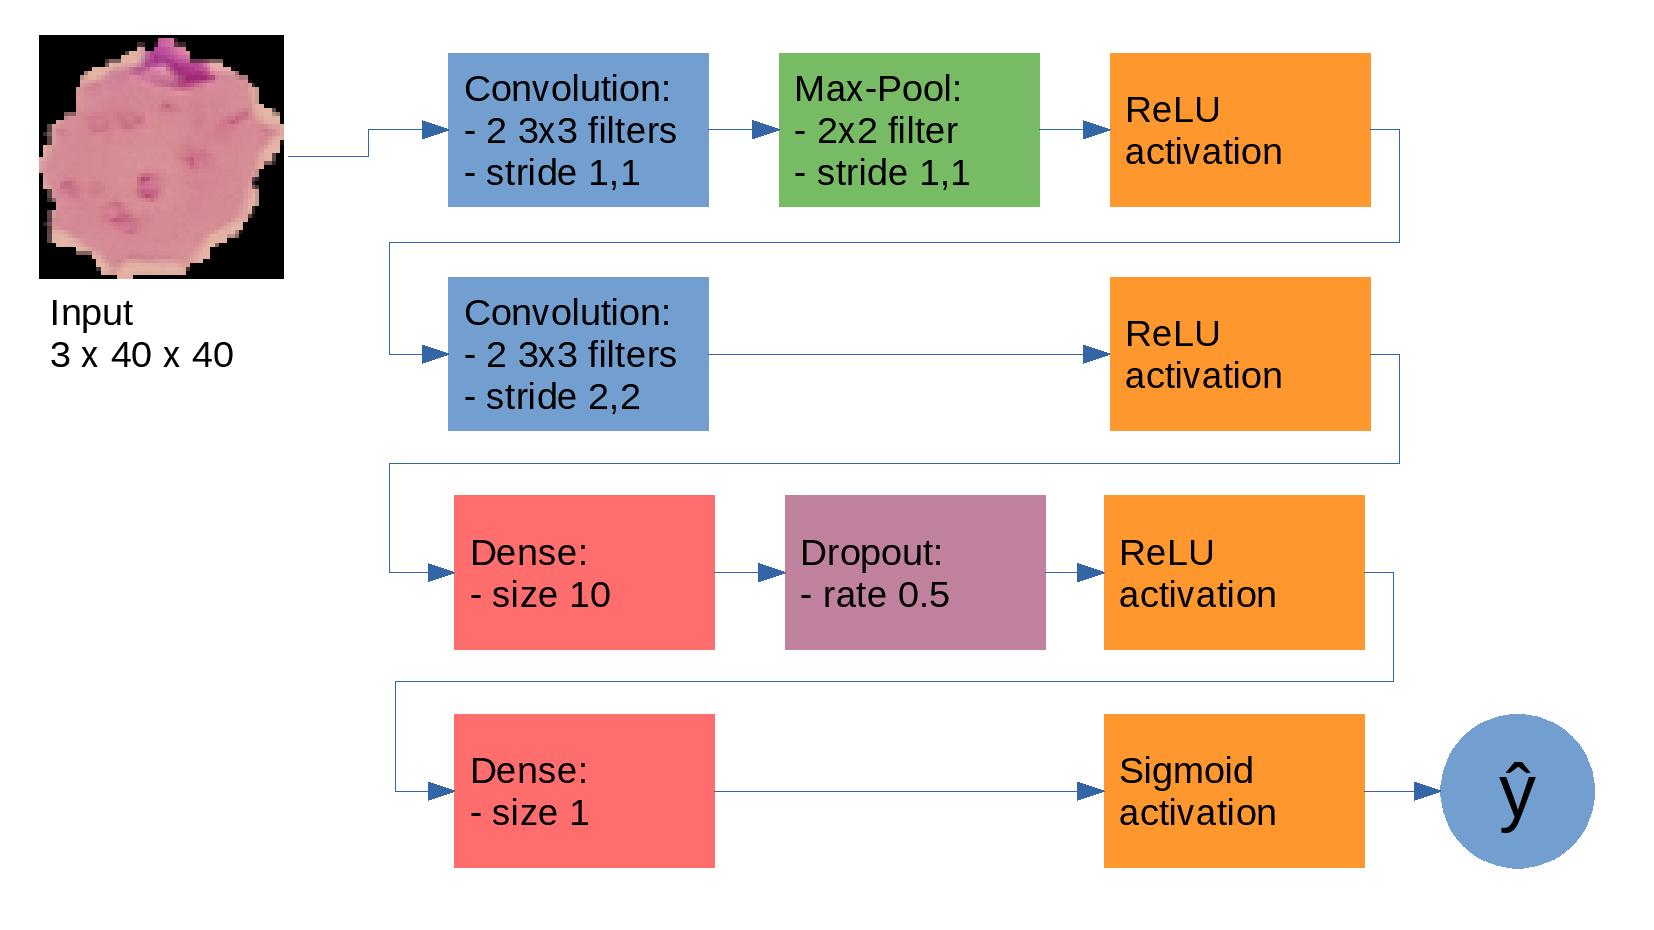 Input
3 x 40 x 40
Convolution:
- 2 3x3 filters
- stride 1,1
Max-Pool:
- 2x2 filter
- stride 1,1
ReLU
activation
Convolution:
- 2 3x3 filters
- stride 2,2
ReLU
activation
Dense:
- size 10
Dropout:
- rate 0.5
ReLU
activation
Dense:
- size 1
Sigmoid
activation
ŷ